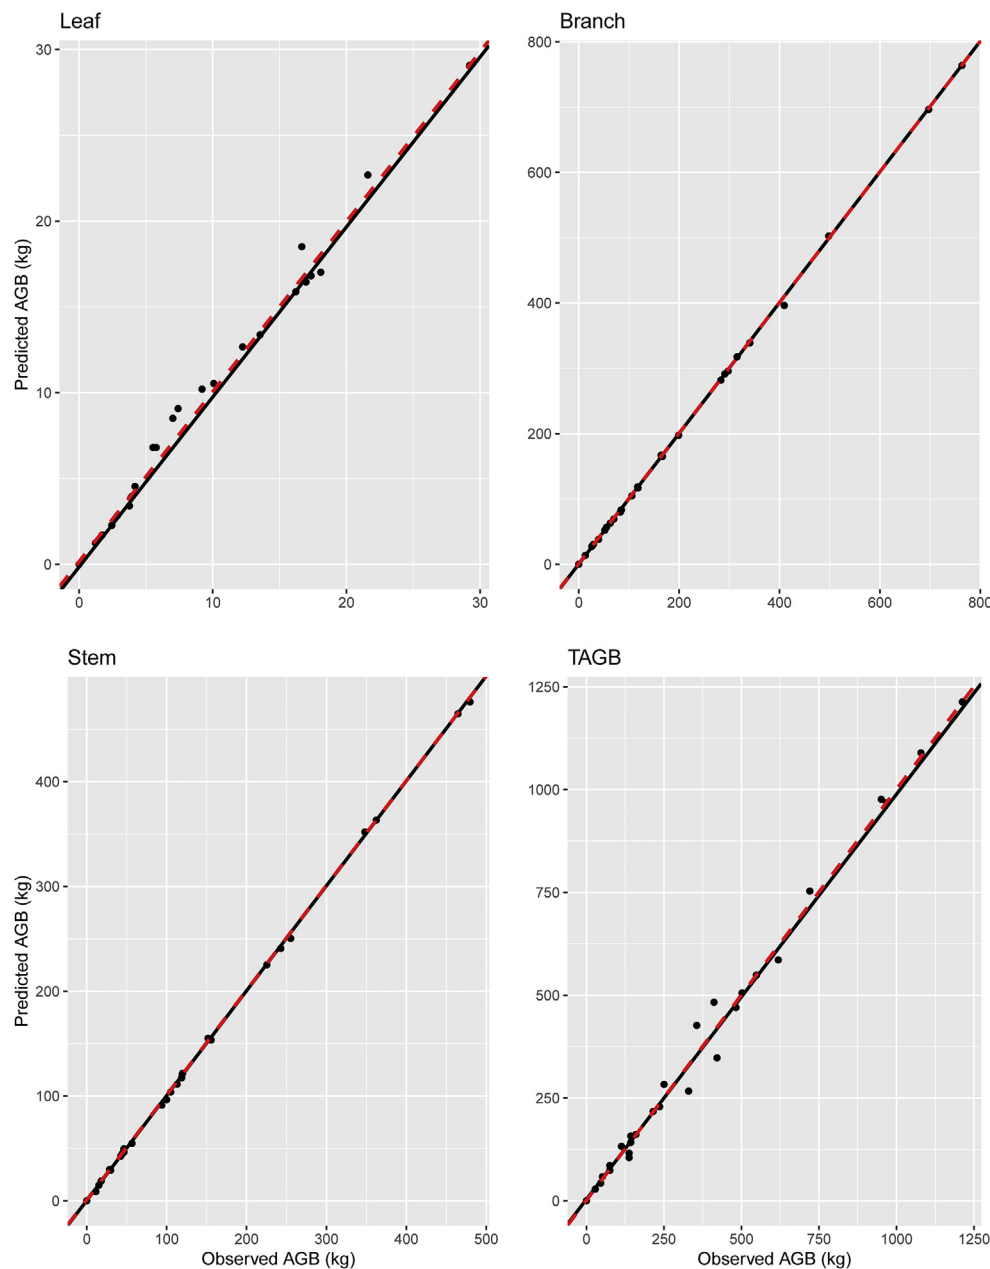 Leaf
Branch
Predicted AGB (kg)
30
20
10
0
0 10 20 30
800
600
400
200
0
0 200 400 600 800
Stem
TAGB
Predicted AGB (kg)
400
300
200
100
0
0 100 200 300 400 500
Observed AGB (kg)
1250
1000
750
500
250
0
0 250 500 750 1000 1250
Observed AGB (kg)